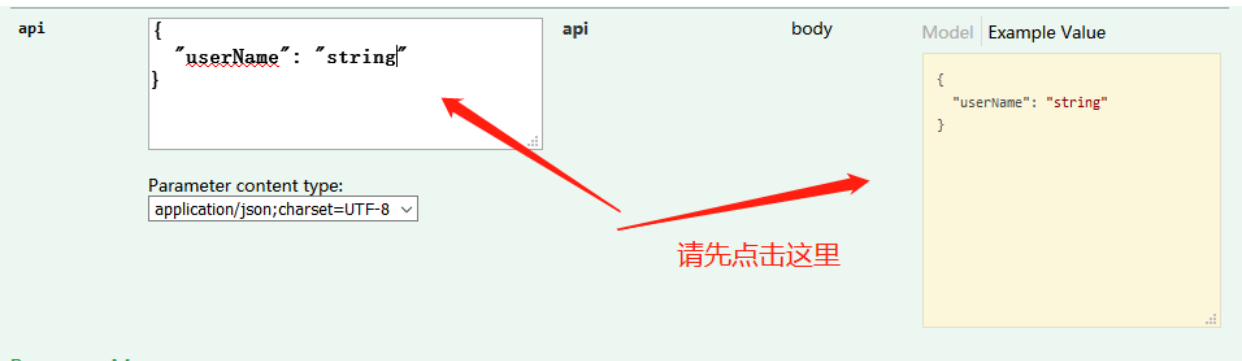 api
{
"userName": "string"
}
api
body
Model Example Value
{
"userName": "string"
}
Parameter content type:
application/json;charset=UTF-8
请先点击这里